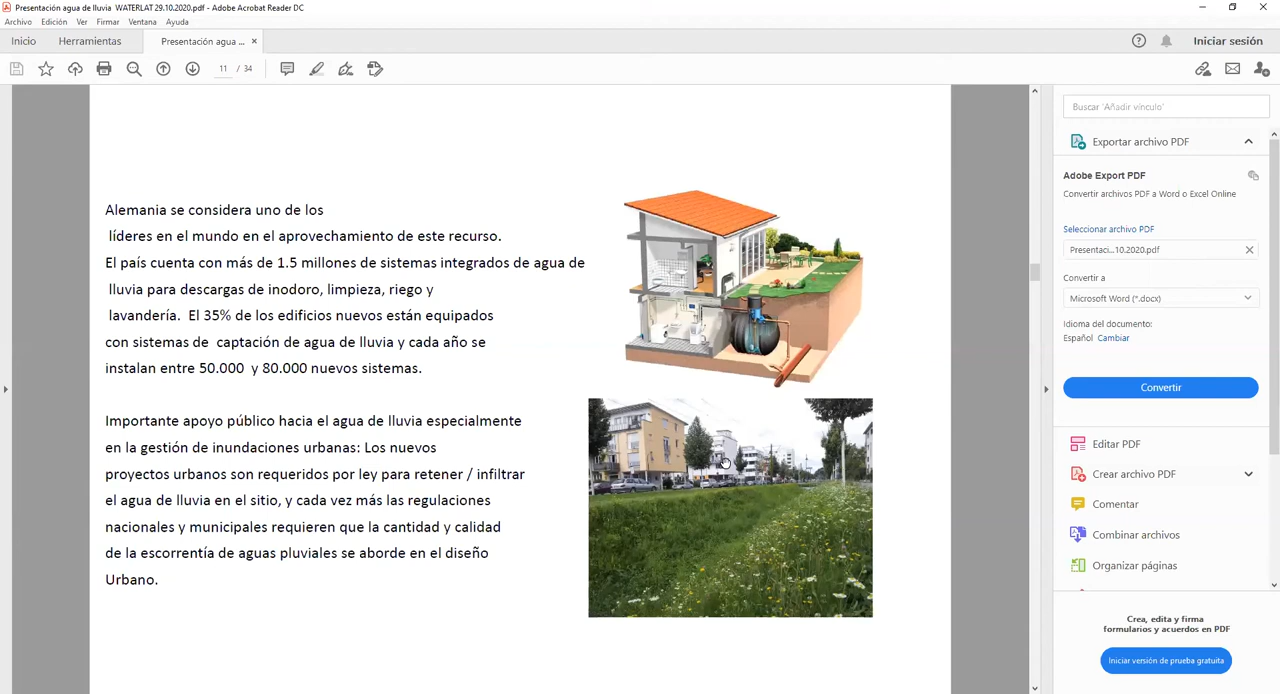 Presentación agua de lluvia  WATERLAT 29.10.2020.pdf - Adobe Acrobat Reader DC
Archivo Edición Ver Firmar Ventana Ayuda
Inicio Herramientas Presentación agua ... × Iniciar sesión
11 / 34
Alemania se considera uno de los
líderes en el mundo en el aprovechamiento de este recurso.
El pais cuenta con más de 1.5 millones de sistemas integrados de agua de
lluvia para descargas de inodoro, limpieza, riego y
lavandería.  El 35% de los edificios nuevos están equipados
con sistemas de  captación de agua de lluvia y cada año se
instalan entre 50.000  y 80.000 nuevos sistemas.
Importante apoyo público hacia el agua de lluvia especialmente
en la gestión de inundaciones urbanas: Los nuevos
proyectos urbanos son requeridos por ley para retener / infiltrar
el agua de lluvia en el sitio, y cada vez más las regulaciones
nacionales y municipales requieren que la cantidad y calidad
de la escorrentía de aguas pluviales se aborde en el diseño
Urbano.
Buscar 'Añadir vínculo'
Exportar archivo PDF
Adobe Export PDF
Convertir archivos PDF a Word o Excel Online
Seleccionar archivo PDF
Presentaci...10.2020.pdf
Convertir a
Microsoft Word (*.docx)
Idioma del documento:
Español Cambiar
Convertir
Editar PDF
Crear archivo PDF
Comentar
Combinar archivos
Organizar páginas
Crea, edita y firma
formularios y acuerdos en PDF
Iniciar versión de prueba gratuita